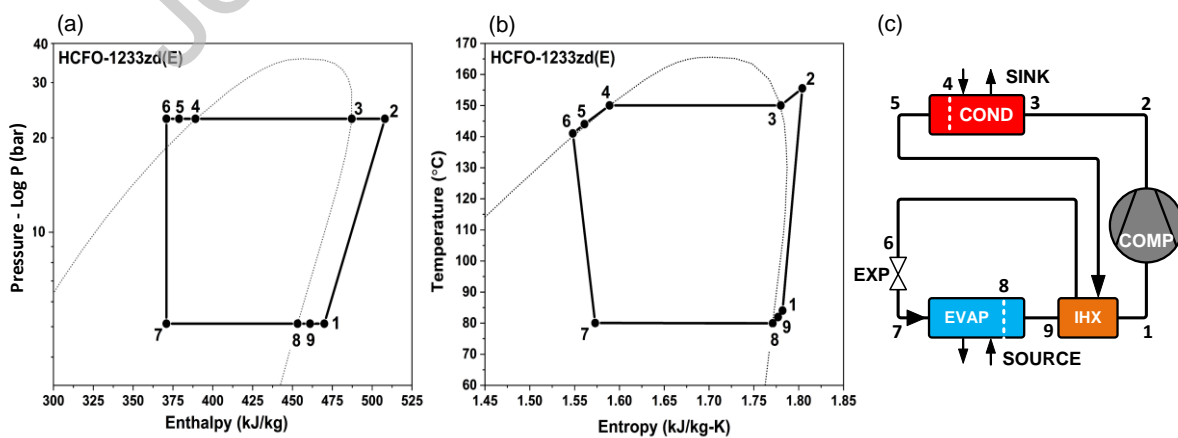 (a)
(b)
(c)
HCFO-1233zd(E)
40
30
20
10
6 5 4
3
2
7
8 9 1
300 325 350 375 400 425 450 475 500 525
Pressure - Log P (bar)
Enthalpy (kJ/kg)
HCFO-1233zd(E)
170
160
150
140
130
120
110
100
90
80
70
60
2
4
3
5
6
1
9
7
8
1.45 1.50 1.55 1.60 1.65 1.70 1.75 1.80 1.85
Temperature (°C)
Entropy (kJ/kg-K)
SINK
4
5
COND
3
2
COMP
6
EXP
8
EVAP
IHX
7
9
1
SOURCE